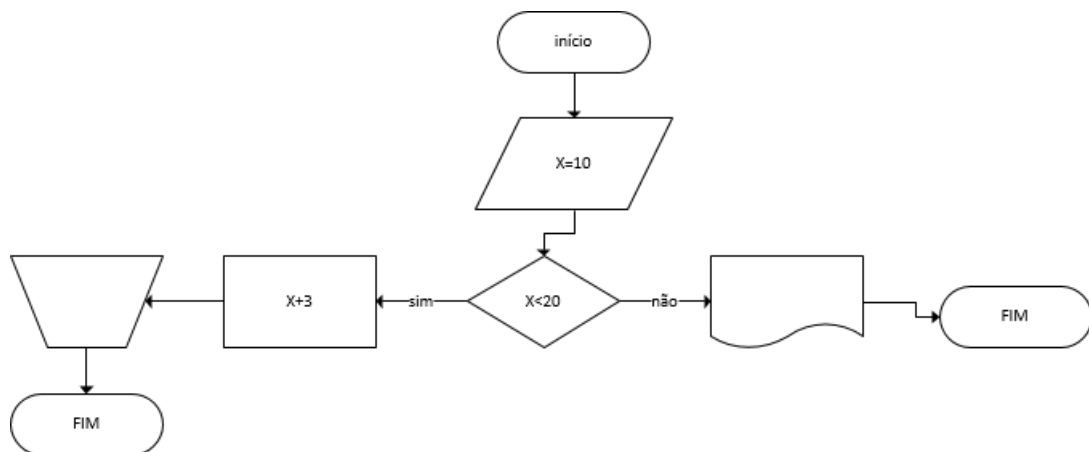 início
X=10
X+3
sim
X<20
não
FIM
FIM